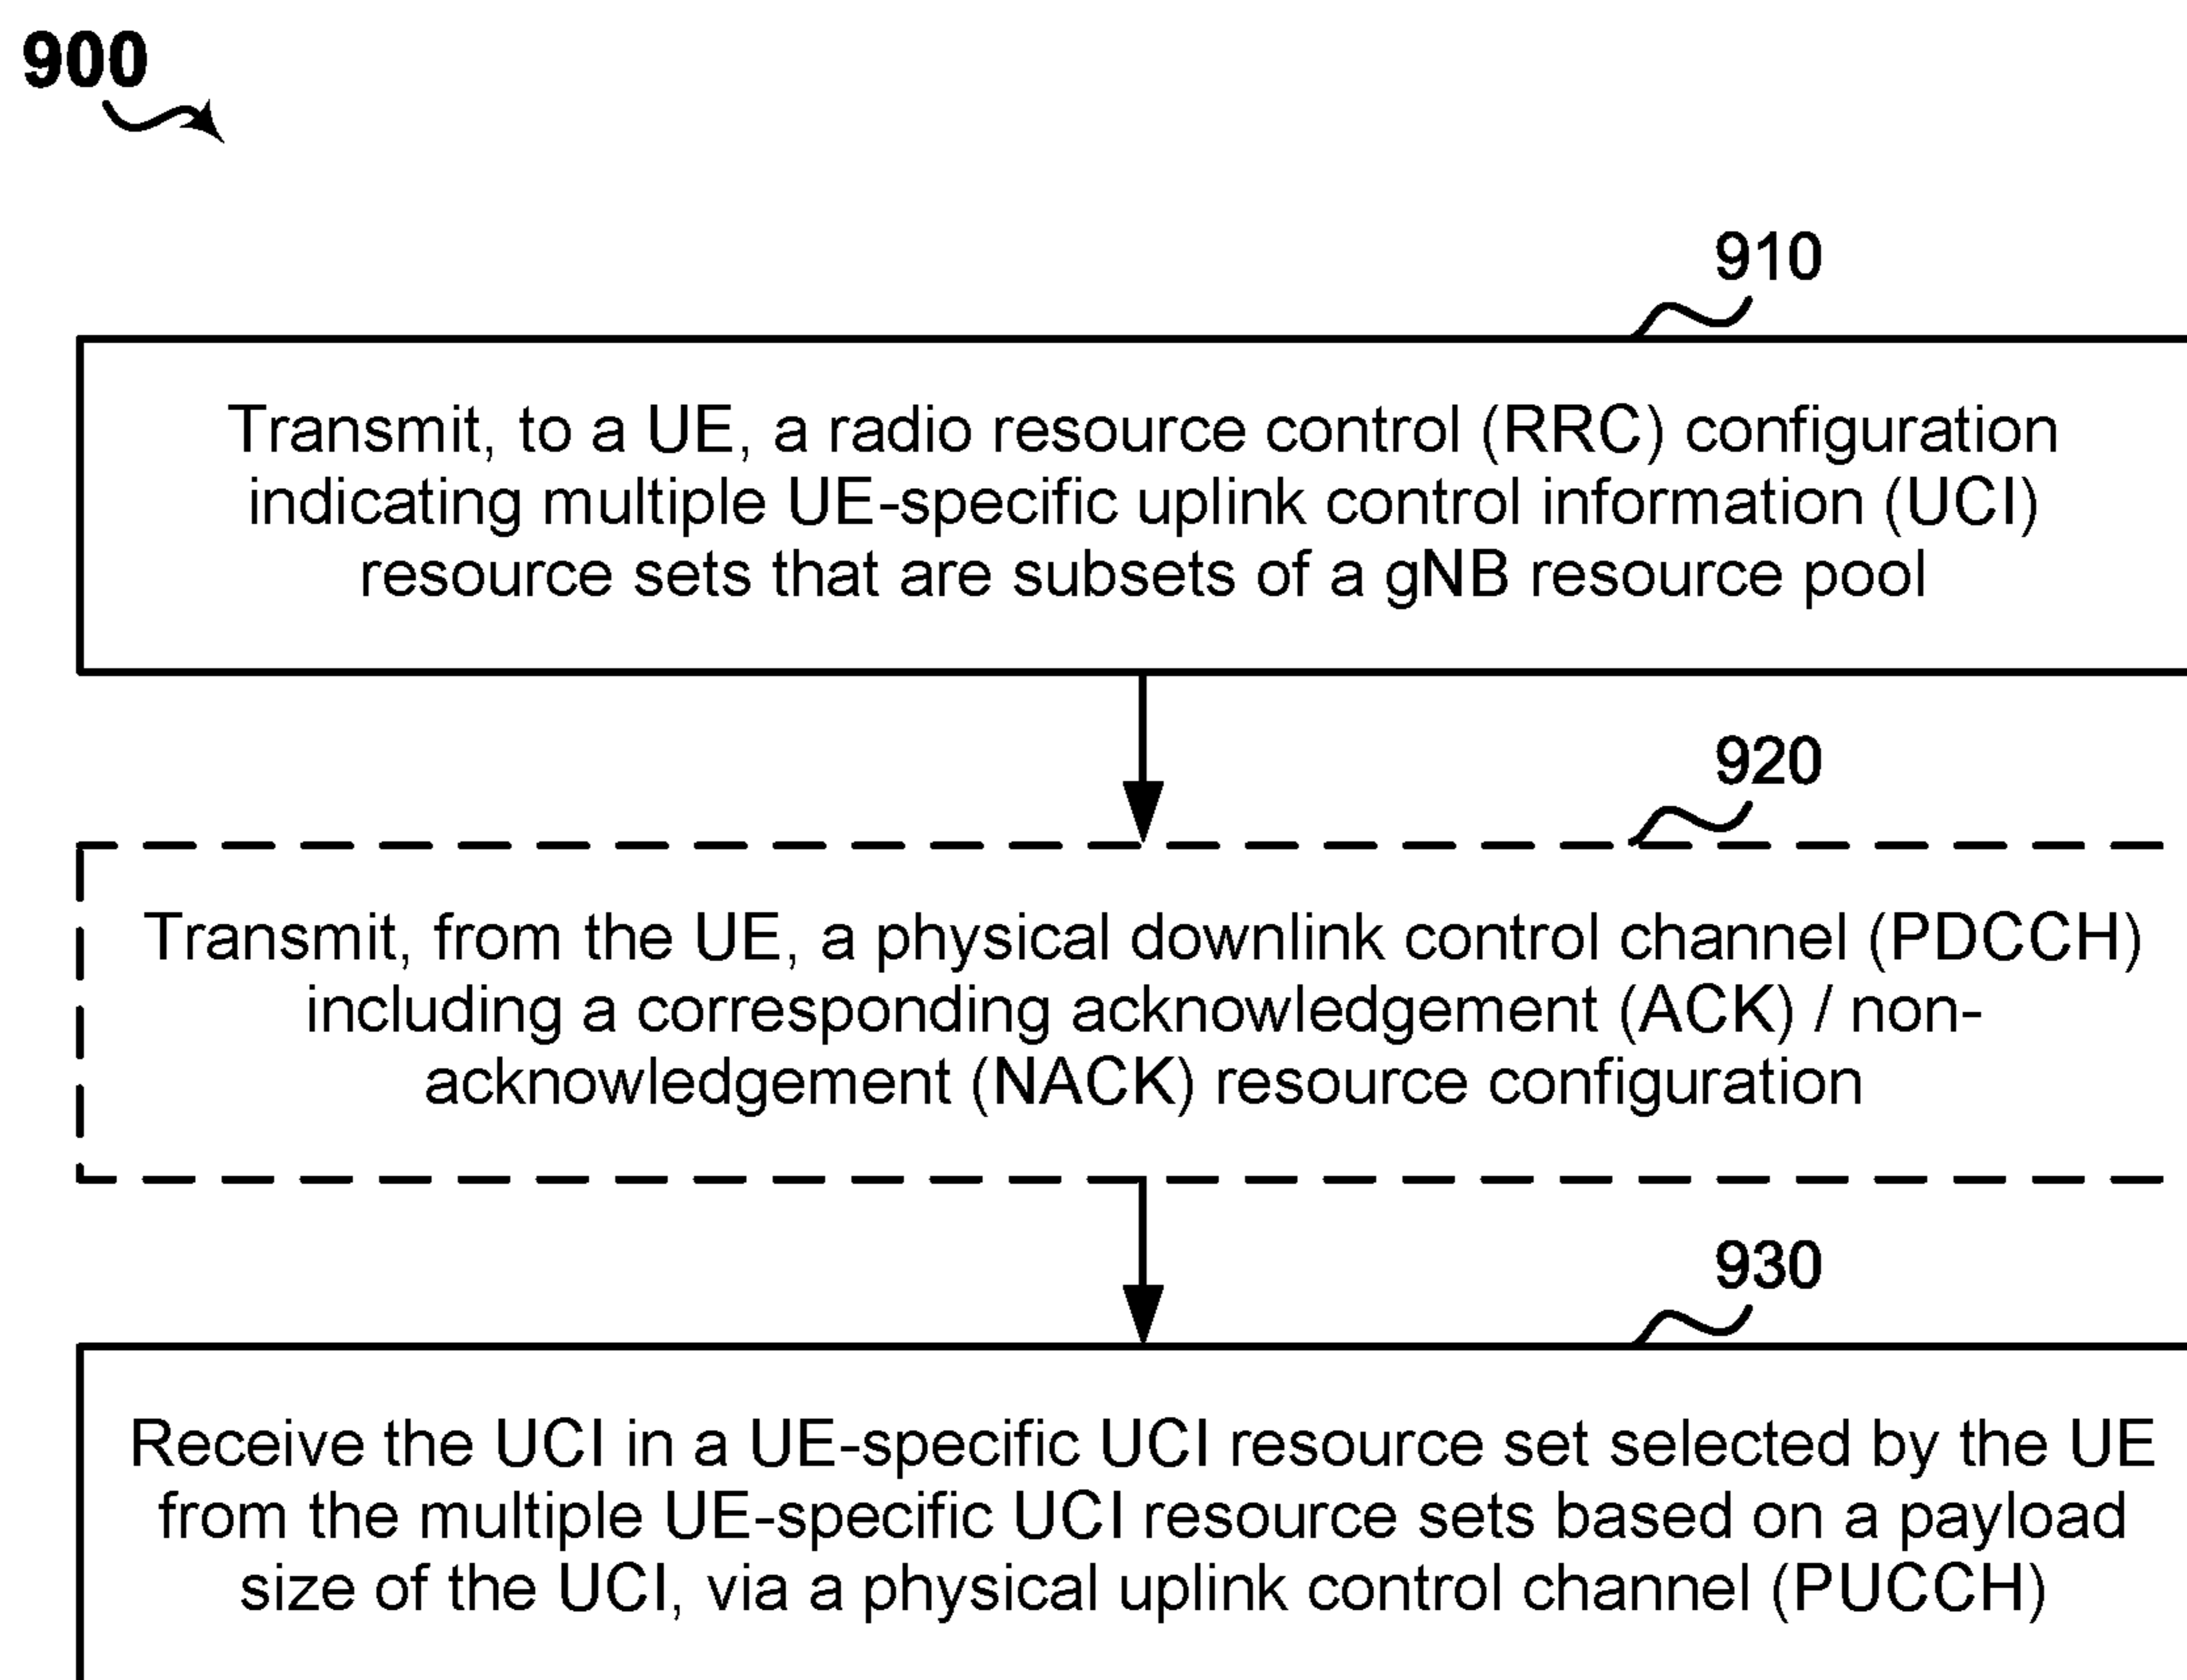 900
910
Transmit, to a UE, a radio resource control (RRC) configuration
indicating multiple UE-specific uplink control information (UCI)
resource sets that are subsets of a gNB resource pool
920
Transmit, from the UE, a physical downlink control channel (PDCCH)
including a corresponding acknowledgement (ACK) / non-
acknowledgement (NACK) resource configuration
930
Receive the UCI in a UE-specific UCI resource set selected by the UE
from the multiple UE-specific UCI resource sets based on a payload
size of the UCI, via a physical uplink control channel (PUCCH)